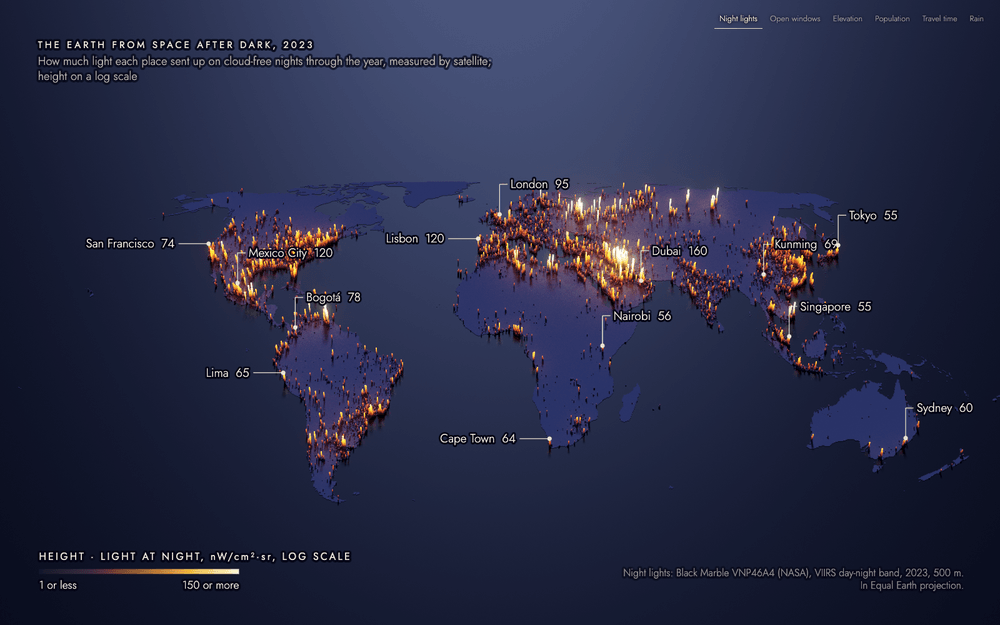 Night lights Open windows Elevation Population Travel time Rain
THE EARTH FROM SPACE AFTER DARK, 2023
How much light each place sent up on cloud-free nights through the year, measured by satellite;
height on a log scale
London 95
Tokyo 55
Lisbon 120
San Francisco 74
Kunming 69
Dubai 160
Mexico City 120
Bogotá 78
Singapore 55
Nairobi 56
Lima 65
Sydney 60
Cape Town 64
HEIGHT - LIGHT AT NIGHT, nW/cm²·sr, LOG SCALE
1 or less 150 or more
Night lights: Black Marble VNP46A4 (NASA), VIIRS day-night band, 2023, 500 m.
In Equal Earth projection.